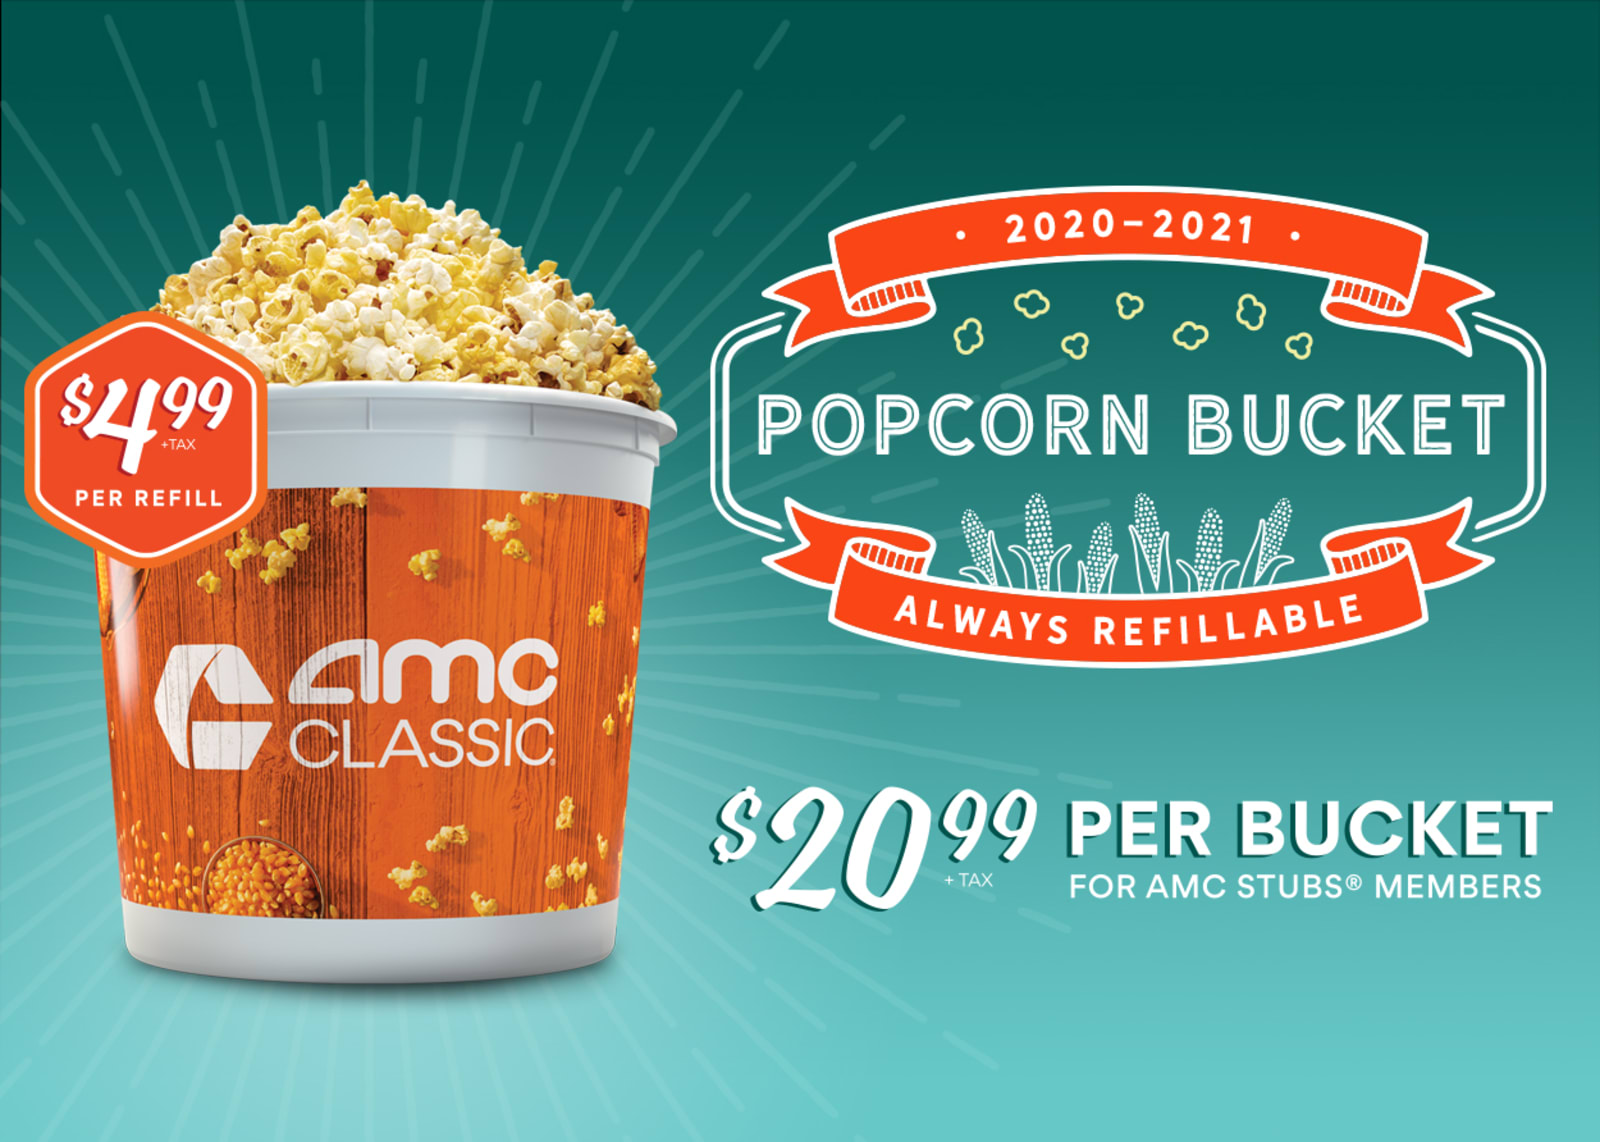 $4.99
+TAX
PER REFILL
amc
CLASSIC
· 2020–2021 ·
POPCORN BUCKET
ALWAYS REFILLABLE
$20.99
+ TAX
PER BUCKET
FOR AMC STUBS® MEMBERS